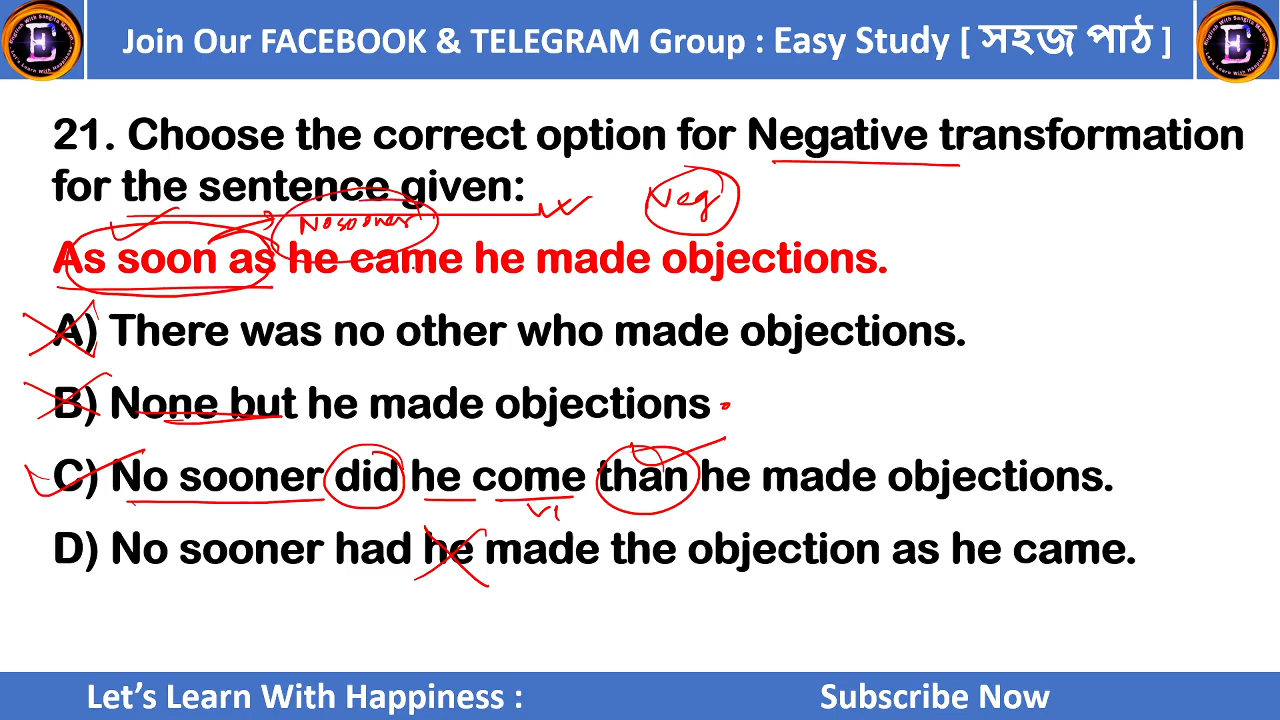 Join Our FACEBOOK & TELEGRAM Group : Easy Study [ সহজ পাঠ ]
E
E
21. Choose the correct option for Negative transformation
for the sentence given:
Neg
No sooner
As soon as he came he made objections.
A) There was no other who made objections.
B) None but he made objections
C) No sooner did he come than he made objections.
V1
D) No sooner had he made the objection as he came.
Let’s Learn With Happiness :
Subscribe Now